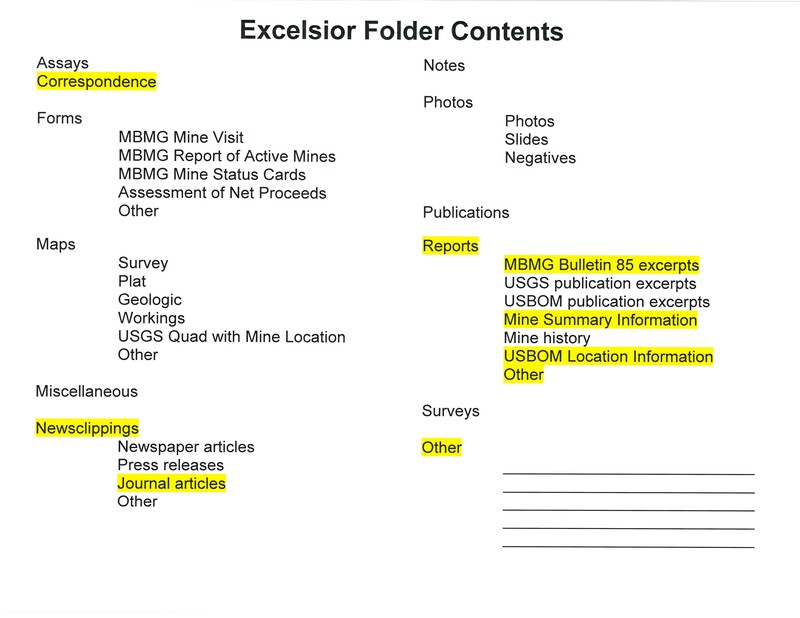 Excelsior Folder Contents
Assays
Correspondence
Forms
MBMG Mine Visit
MBMG Report of Active Mines
MBMG Mine Status Cards
Assessment of Net Proceeds
Other
Maps
Survey
Plat
Geologic
Workings
USGS Quad with Mine Location
Other
Miscellaneous
Newsclippings
Newspaper articles
Press releases
Journal articles
Other
Notes
Photos
Photos
Slides
Negatives
Publications
Reports
MBMG Bulletin 85 excerpts
USGS publication excerpts
USBOM publication excerpts
Mine Summary Information
Mine history
USBOM Location Information
Other
Surveys
Other